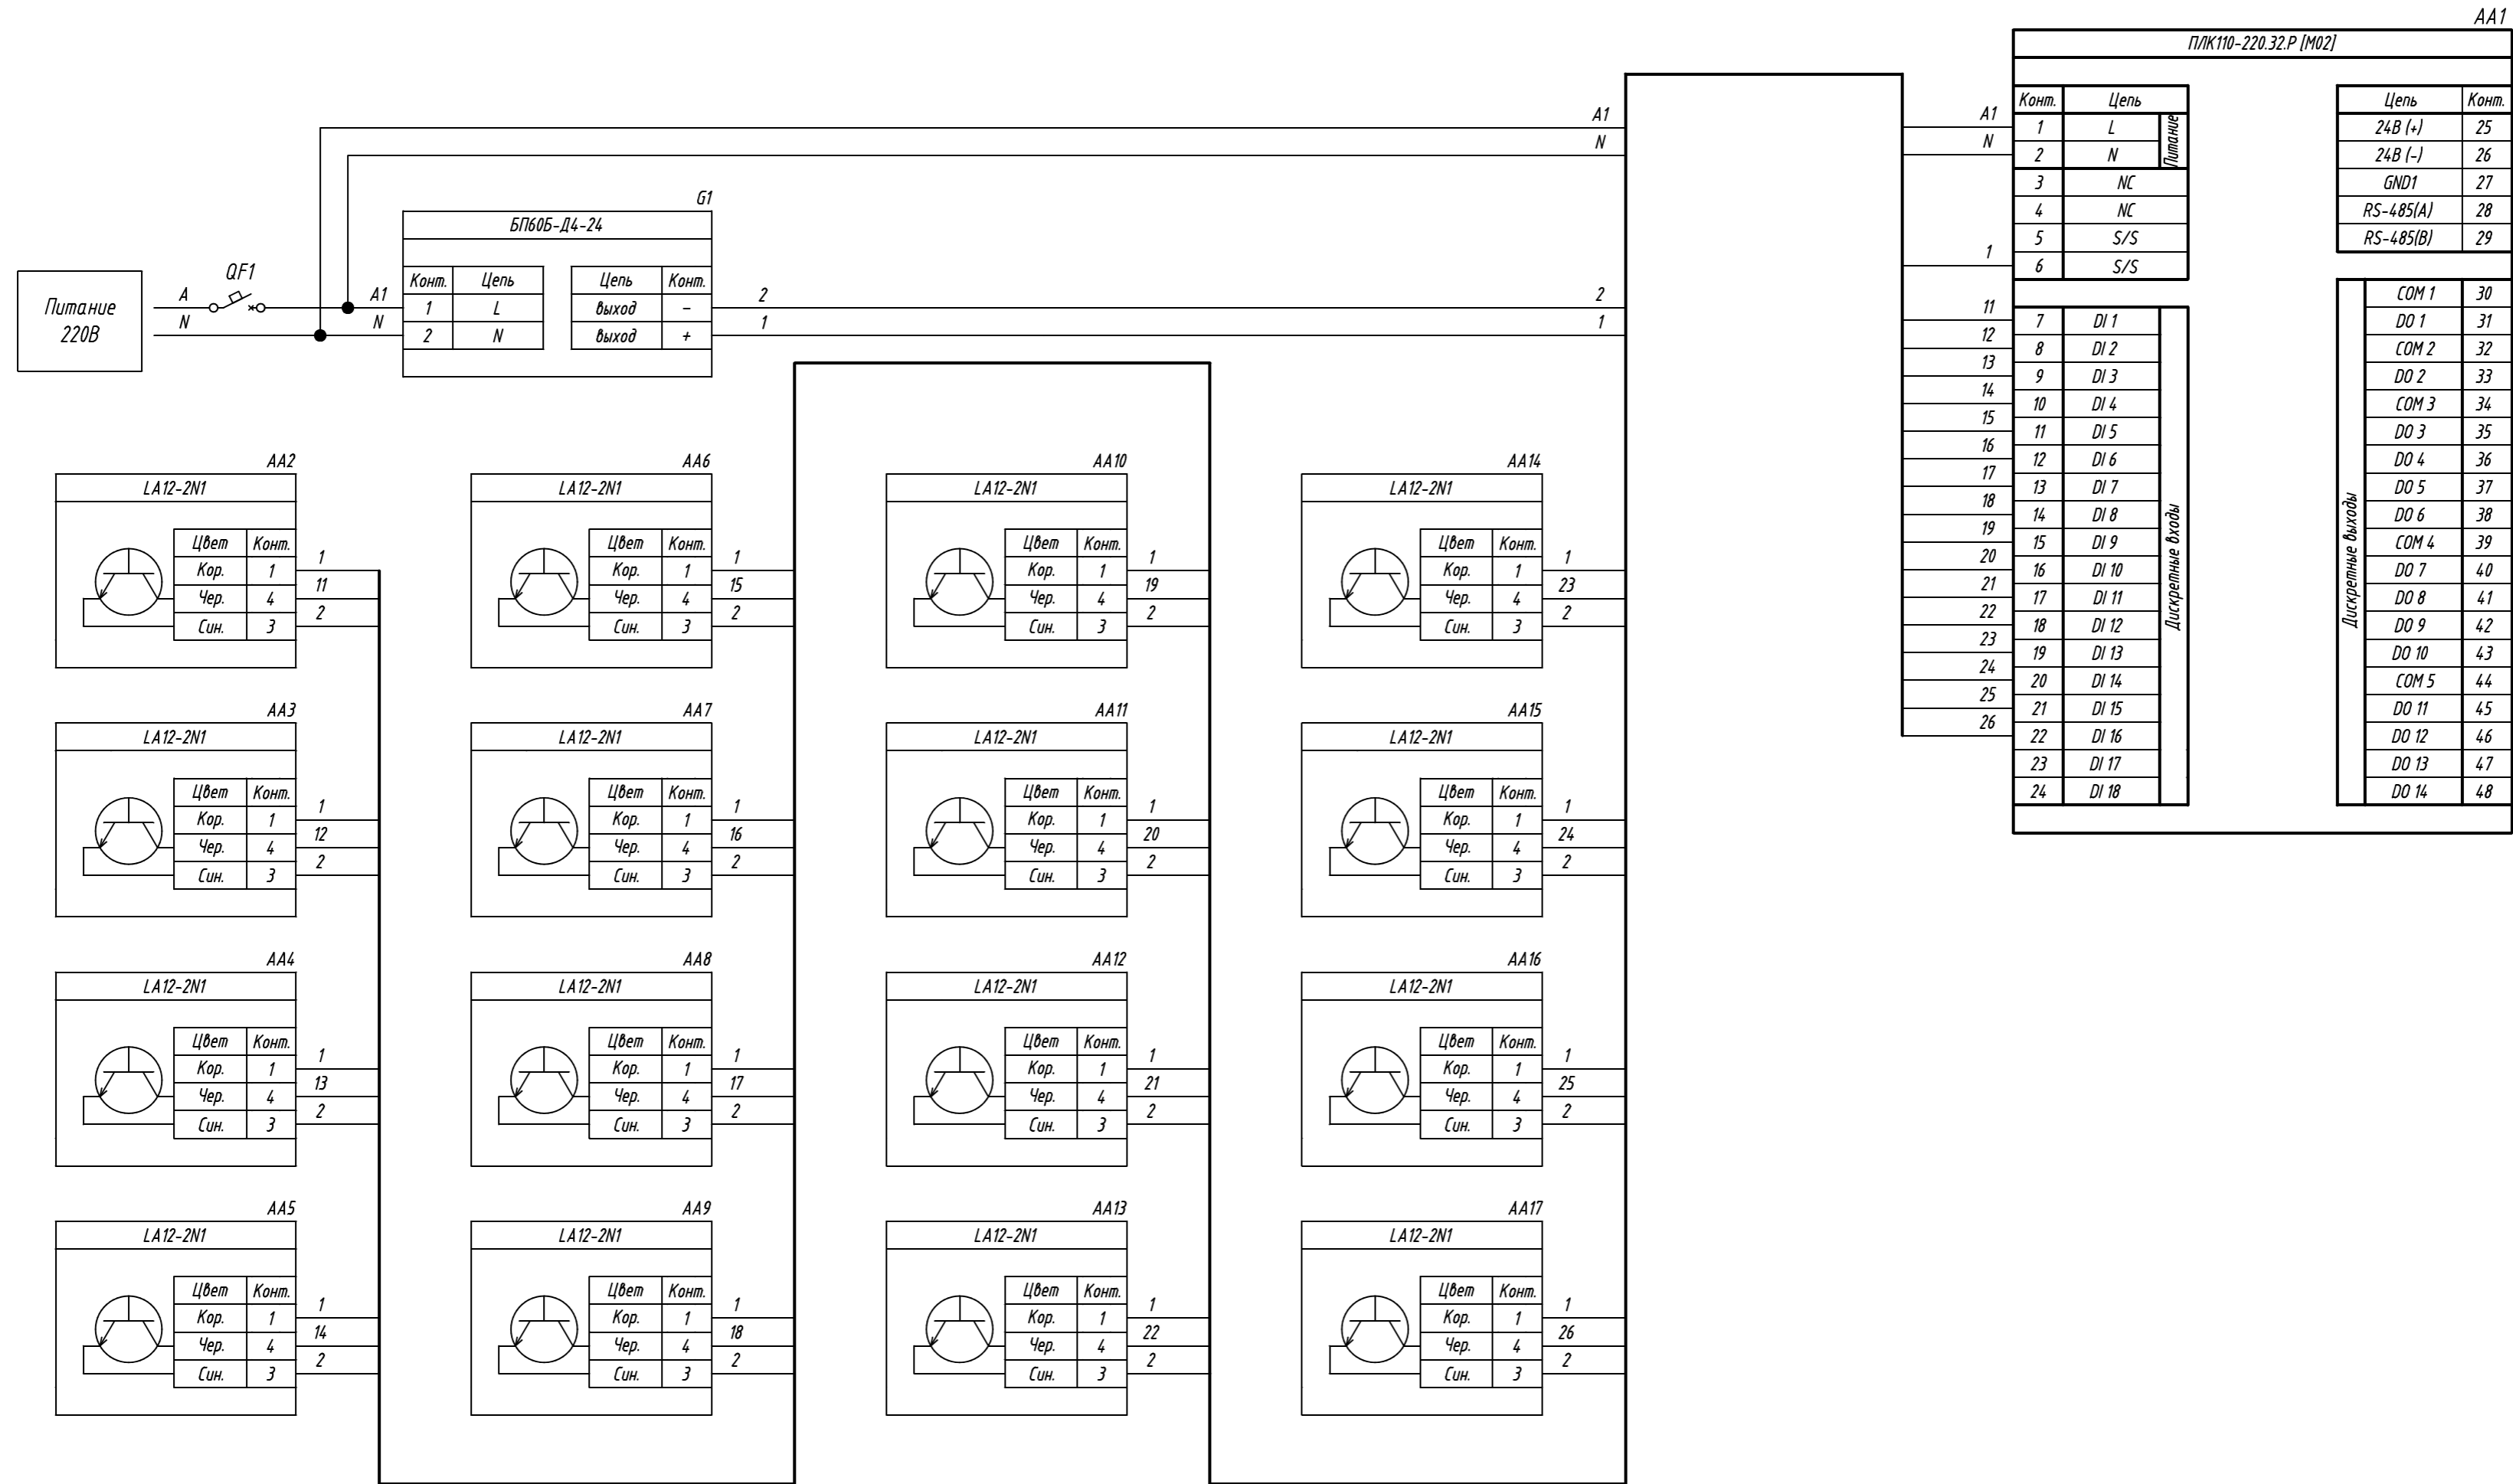 AA1
ПЛК110-220.32.Р [М02]
Конт. Цепь
1 L
2 N
Питание
3 NC
4 NC
5 S/S
6 S/S
7 DI 1
8 DI 2
9 DI 3
10 DI 4
11 DI 5
12 DI 6
13 DI 7
14 DI 8
15 DI 9
16 DI 10
17 DI 11
18 DI 12
19 DI 13
20 DI 14
21 DI 15
22 DI 16
23 DI 17
24 DI 18
Дискретные входы
Цепь Конт.
24В (+) 25
24В (-) 26
GND1 27
RS-485(A) 28
RS-485(B) 29
COM 1 30
DO 1 31
COM 2 32
DO 2 33
COM 3 34
DO 3 35
DO 4 36
DO 5 37
DO 6 38
COM 4 39
DO 7 40
DO 8 41
DO 9 42
DO 10 43
COM 5 44
DO 11 45
DO 12 46
DO 13 47
DO 14 48
Дискретные выходы
A1
N
1
11
12
13
14
15
16
17
18
19
20
21
22
23
24
25
26
A1
N
2
1
Питание
220В
A
N
QF1
A1
N
G1
БП60Б-Д4-24
Конт. Цепь
1 L
2 N
Цепь Конт.
выход -
выход +
2
1
AA2
LA12-2N1
Цвет Конт.
Кор. 1
Чер. 4
Син. 3
1
11
2
AA6
LA12-2N1
Цвет Конт.
Кор. 1
Чер. 4
Син. 3
1
15
2
AA10
LA12-2N1
Цвет Конт.
Кор. 1
Чер. 4
Син. 3
1
19
2
AA14
LA12-2N1
Цвет Конт.
Кор. 1
Чер. 4
Син. 3
1
23
2
AA3
LA12-2N1
Цвет Конт.
Кор. 1
Чер. 4
Син. 3
1
12
2
AA7
LA12-2N1
Цвет Конт.
Кор. 1
Чер. 4
Син. 3
1
16
2
AA11
LA12-2N1
Цвет Конт.
Кор. 1
Чер. 4
Син. 3
1
20
2
AA15
LA12-2N1
Цвет Конт.
Кор. 1
Чер. 4
Син. 3
1
24
2
AA4
LA12-2N1
Цвет Конт.
Кор. 1
Чер. 4
Син. 3
1
13
2
AA8
LA12-2N1
Цвет Конт.
Кор. 1
Чер. 4
Син. 3
1
17
2
AA12
LA12-2N1
Цвет Конт.
Кор. 1
Чер. 4
Син. 3
1
21
2
AA16
LA12-2N1
Цвет Конт.
Кор. 1
Чер. 4
Син. 3
1
25
2
AA5
LA12-2N1
Цвет Конт.
Кор. 1
Чер. 4
Син. 3
1
14
2
AA9
LA12-2N1
Цвет Конт.
Кор. 1
Чер. 4
Син. 3
1
18
2
AA13
LA12-2N1
Цвет Конт.
Кор. 1
Чер. 4
Син. 3
1
22
2
AA17
LA12-2N1
Цвет Конт.
Кор. 1
Чер. 4
Син. 3
1
26
2